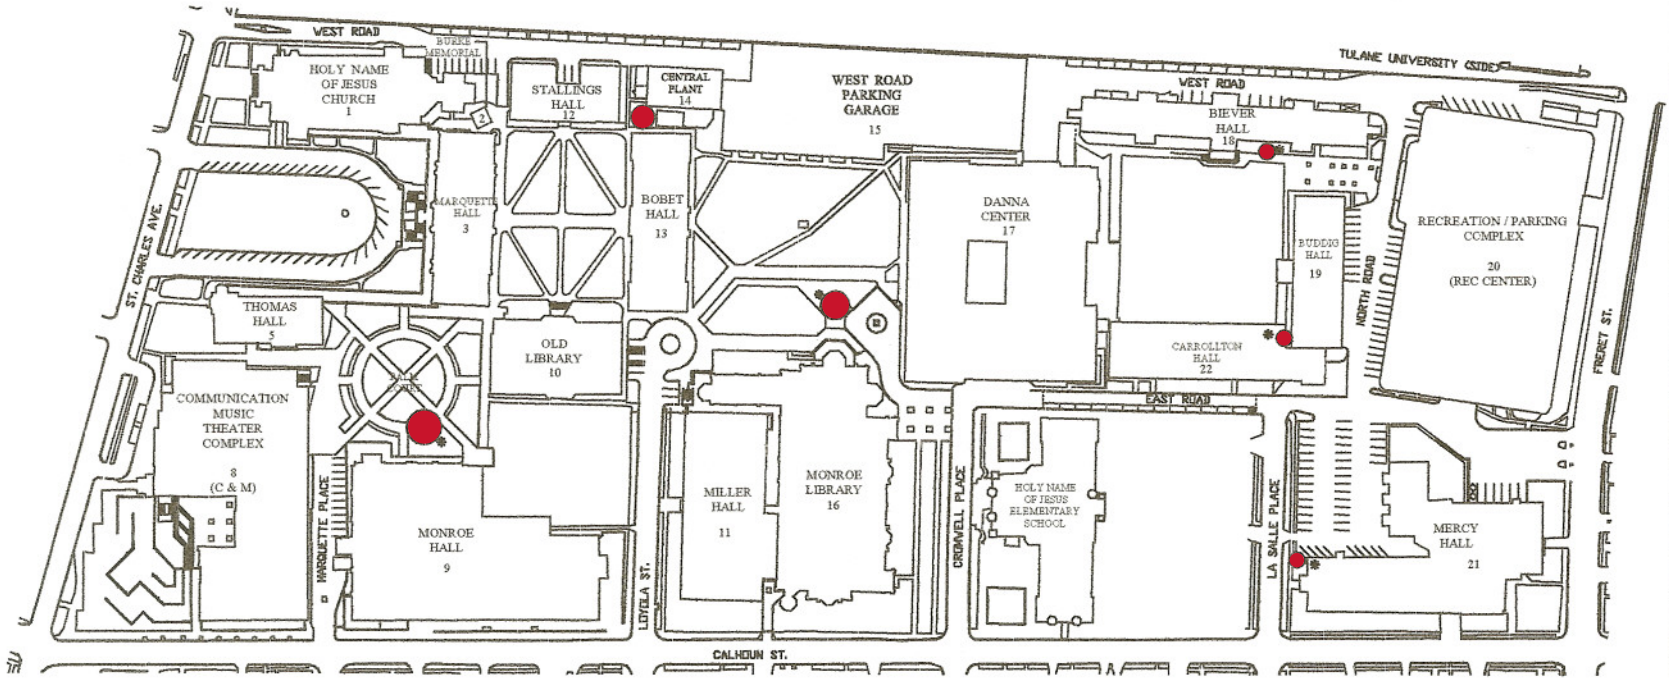 WEST ROAD
BURKE
MEMORIAL
TULANE UNIVERSITY (SIDE)
HOLY NAME
OF JESUS
CHURCH
1
2
STALLINGS
HALL
12
CENTRAL
PLANT
14
WEST ROAD
PARKING
GARAGE
15
WEST ROAD
BIEVER
HALL
18
ST. CHARLES AVE.
MARQUETTE
HALL
3
BOBET
HALL
13
DANNA
CENTER
17
BUDDIG
HALL
19
NORTH ROAD
RECREATION / PARKING
COMPLEX
20
(REC CENTER)
FRERET ST.
THOMAS
HALL
5
OLD
LIBRARY
10
CARROLLTON
HALL
22
EAST ROAD
PALM
COURT
COMMUNICATION
MUSIC
THEATER
COMPLEX
8
(C & M)
MARQUETTE PLACE
MONROE
HALL
9
LOYOLA ST.
MILLER
HALL
11
MONROE
LIBRARY
16
CROMWELL PLACE
HOLY NAME
OF JESUS
ELEMENTARY
SCHOOL
LA SALLE PLACE
MERCY
HALL
21
CALHOUN ST.